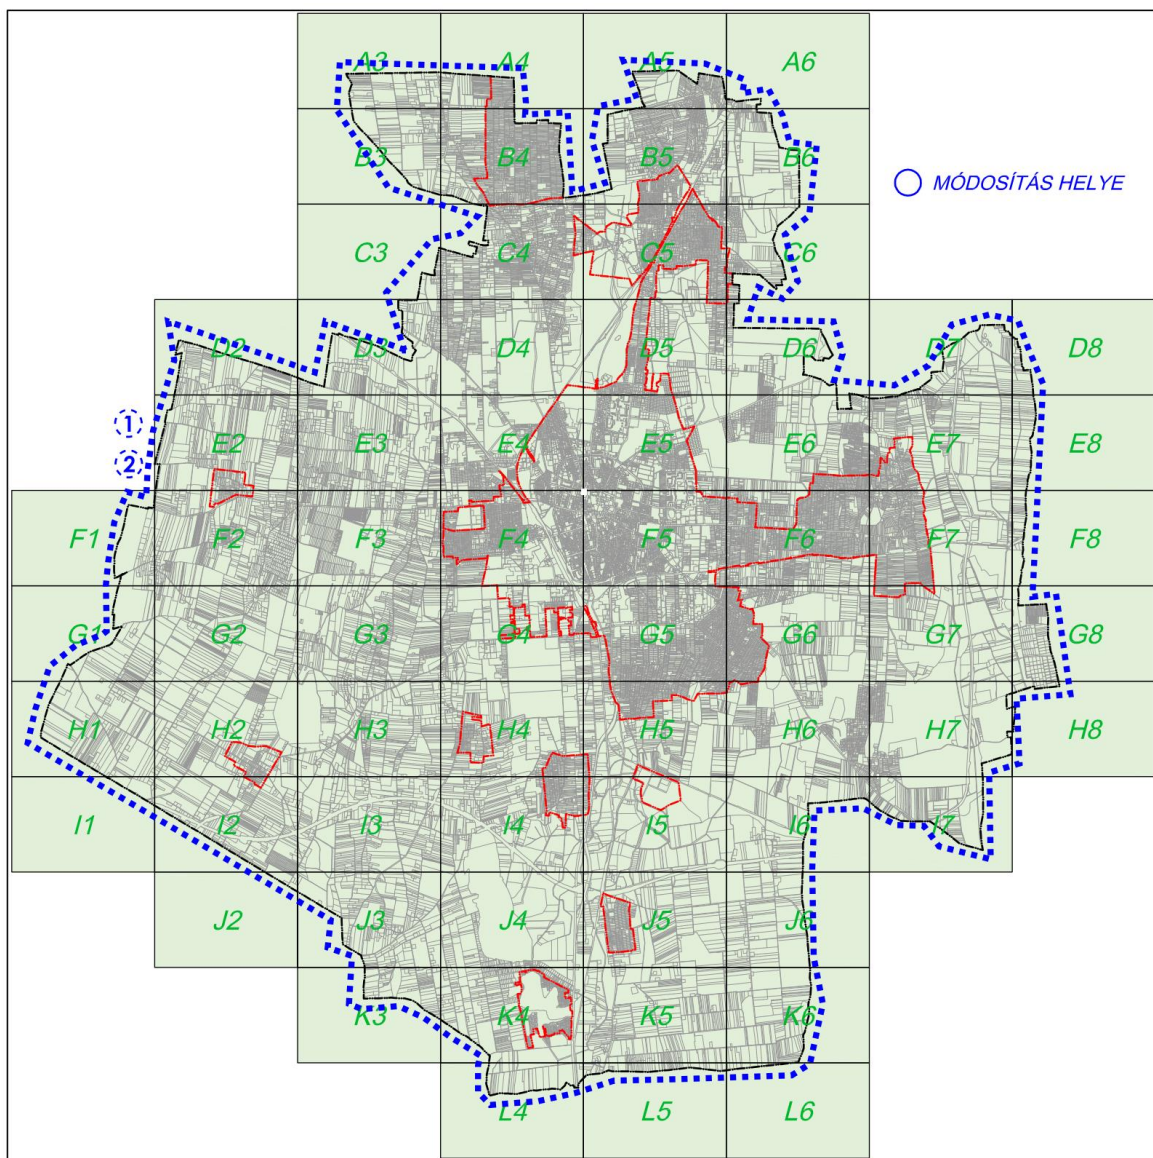 A3 A4 A5 A6
B3 B4 B5 B6
MÓDOSÍTÁS HELYE
C3 C4 C5 C6
D2 D3 D4 D5 D6 D7 D8
1
E2 E3 E4 E5 E6 E7 E8
2
F1 F2 F3 F4 F5 F6 F7 F8
G1 G2 G3 G4 G5 G6 G7 G8
H1 H2 H3 H4 H5 H6 H7 H8
I1 I2 I3 I4 I5 I6 I7
J2 J3 J4 J5 J6
K3 K4 K5 K6
L4 L5 L6